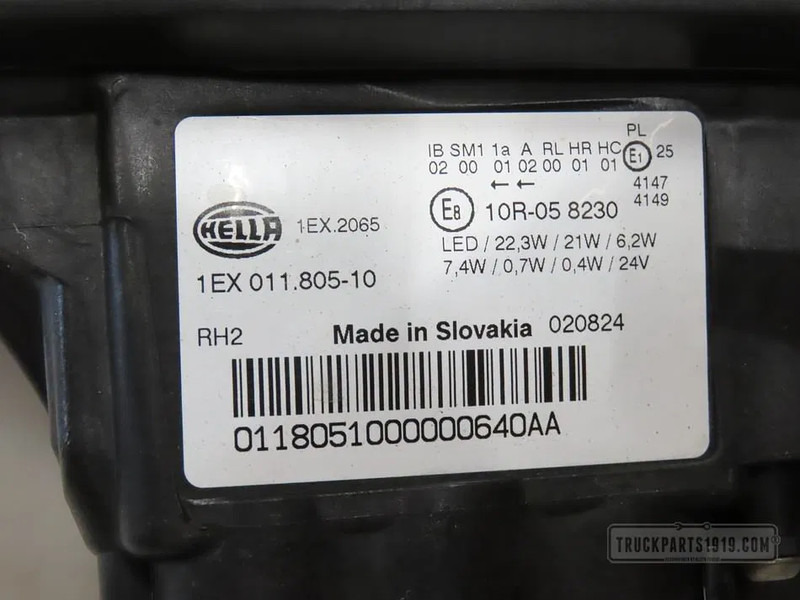 PL
IB SM1 1a A RL HR HC E1 25
02 00 01 02 00 01 01
← ← 4147
4149
E8 10R-05 8230
HELLA 1EX.2065
LED / 22,3W / 21W / 6,2W
7,4W / 0,7W / 0,4W / 24V
1EX 011.805-10
RH2 Made in Slovakia 020824
0118051000000640AA
TRUCKPARTS1919.COM